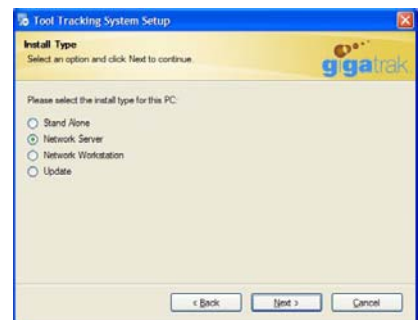 Tool Tracking System Setup
Install Type
Select an option and click Next to continue.
gigatrak
Please select the install type for this PC:
Stand Alone
Network Server
Network Workstation
Update
< Back
Next >
Cancel